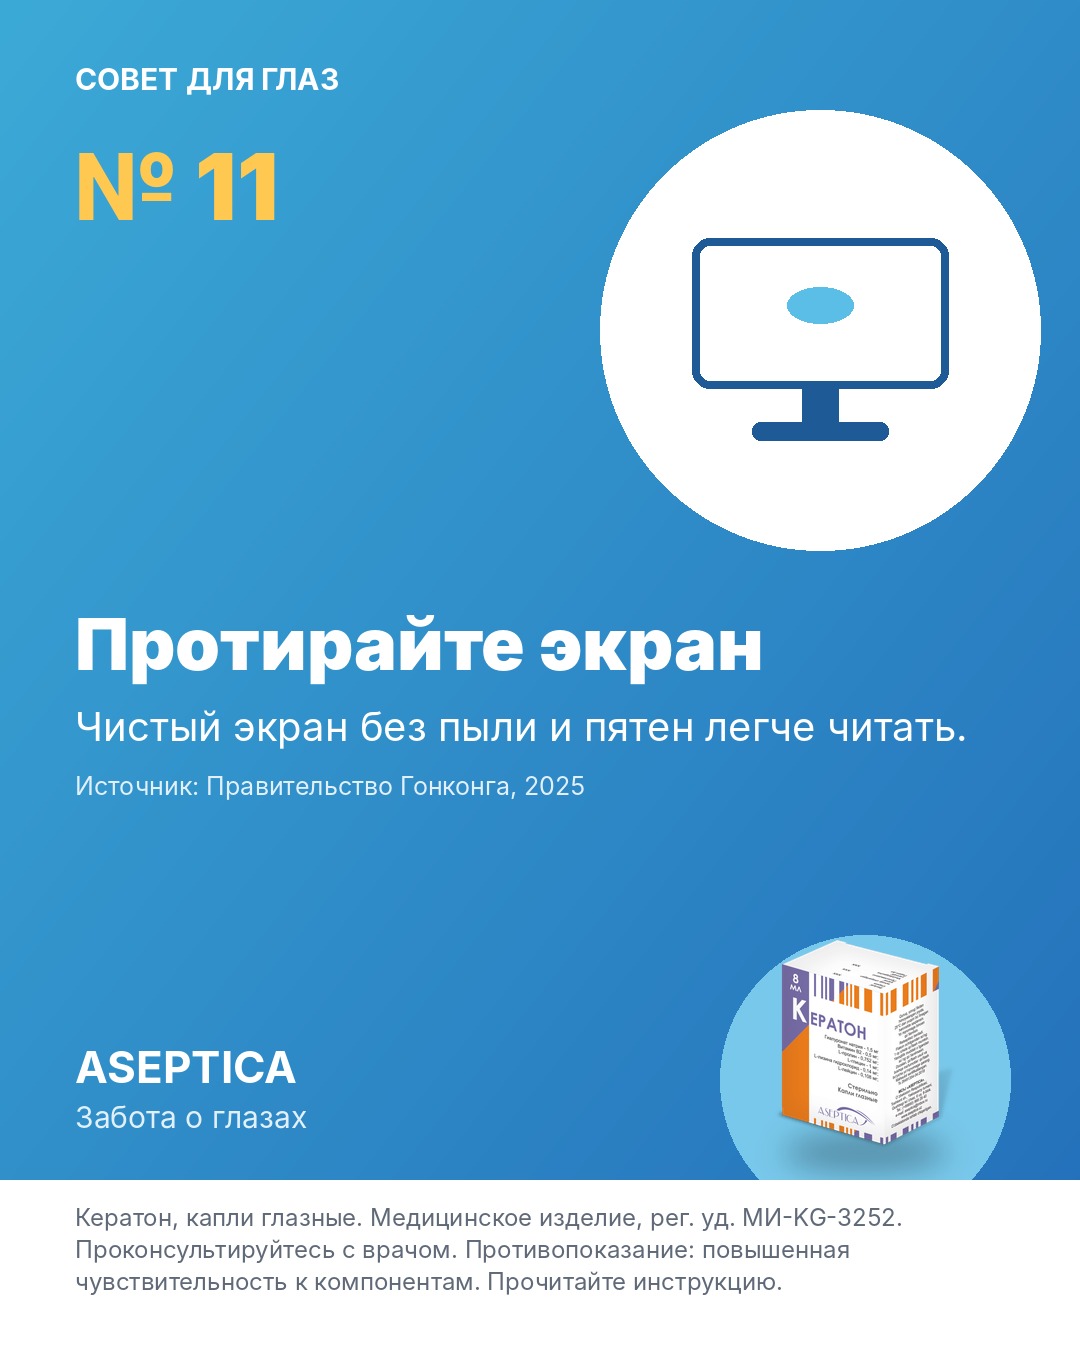 СОВЕТ ДЛЯ ГЛАЗ
№ 11
Протирайте экран
Чистый экран без пыли и пятен легче читать.
Источник: Правительство Гонконга, 2025
8
МЛ
КЕРАТОН
Стерильно
Капли глазные
ASEPTICA
ASEPTICA
Забота о глазах
Кератон, капли глазные. Медицинское изделие, рег. уд. МИ-KG-3252.
Проконсультируйтесь с врачом. Противопоказание: повышенная
чувствительность к компонентам. Прочитайте инструкцию.